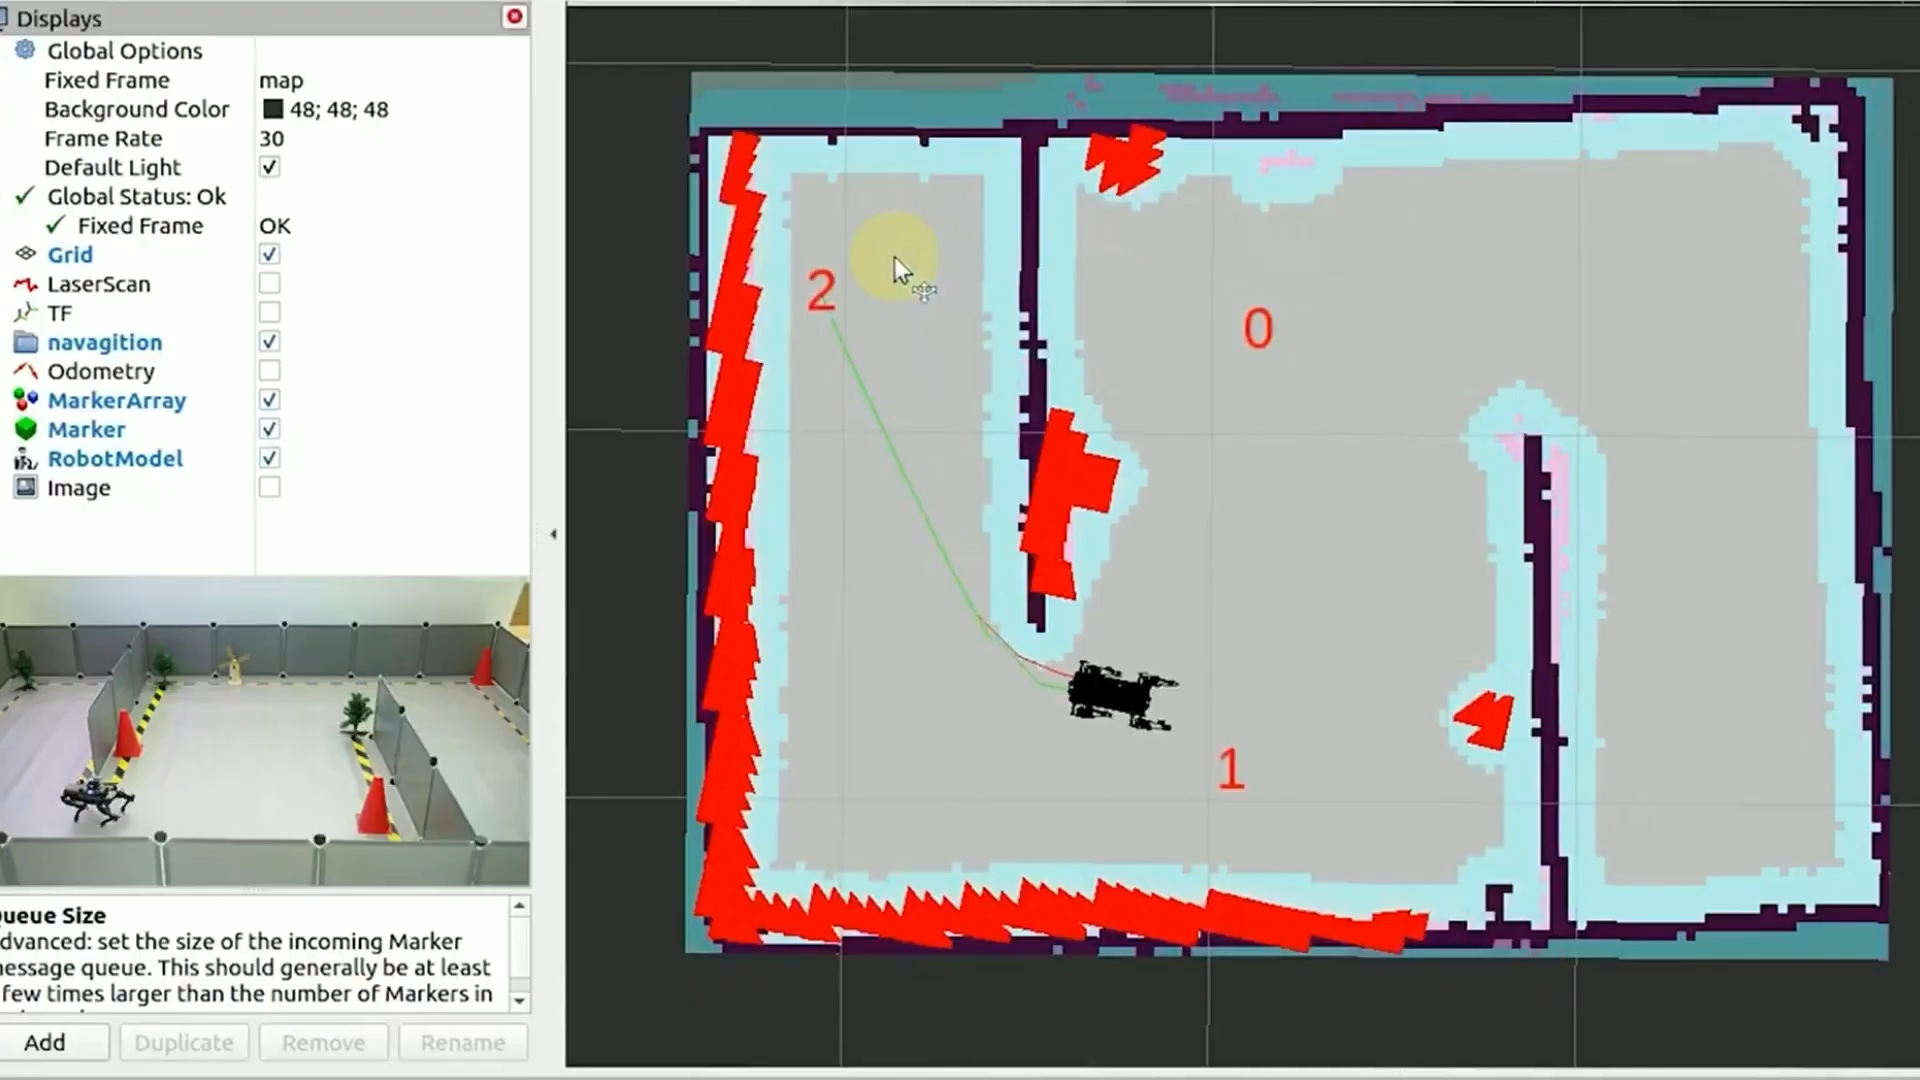 Displays
Global Options
Fixed Frame map
Background Color 48; 48; 48
Frame Rate 30
Default Light
Global Status: Ok
Fixed Frame OK
Grid
LaserScan
TF
navagition
Odometry
MarkerArray
Marker
RobotModel
Image
ueue Size
dvanced: set the size of the incoming Marker
essage queue. This should generally be at least
few times larger than the number of Markers in
Add Duplicate Remove Rename
2
0
1